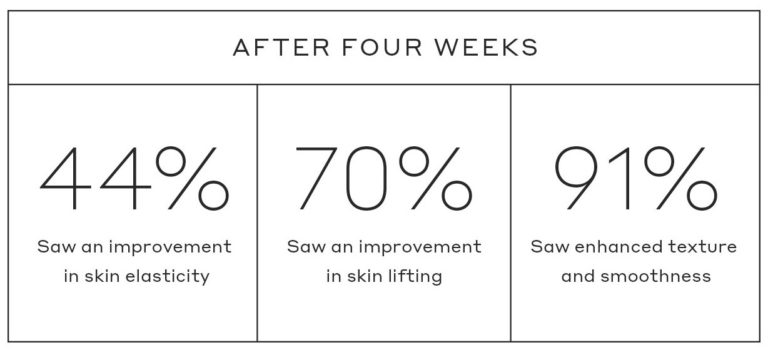 AFTER FOUR WEEKS
44%
Saw an improvement
in skin elasticity
70%
Saw an improvement
in skin lifting
91%
Saw enhanced texture
and smoothness